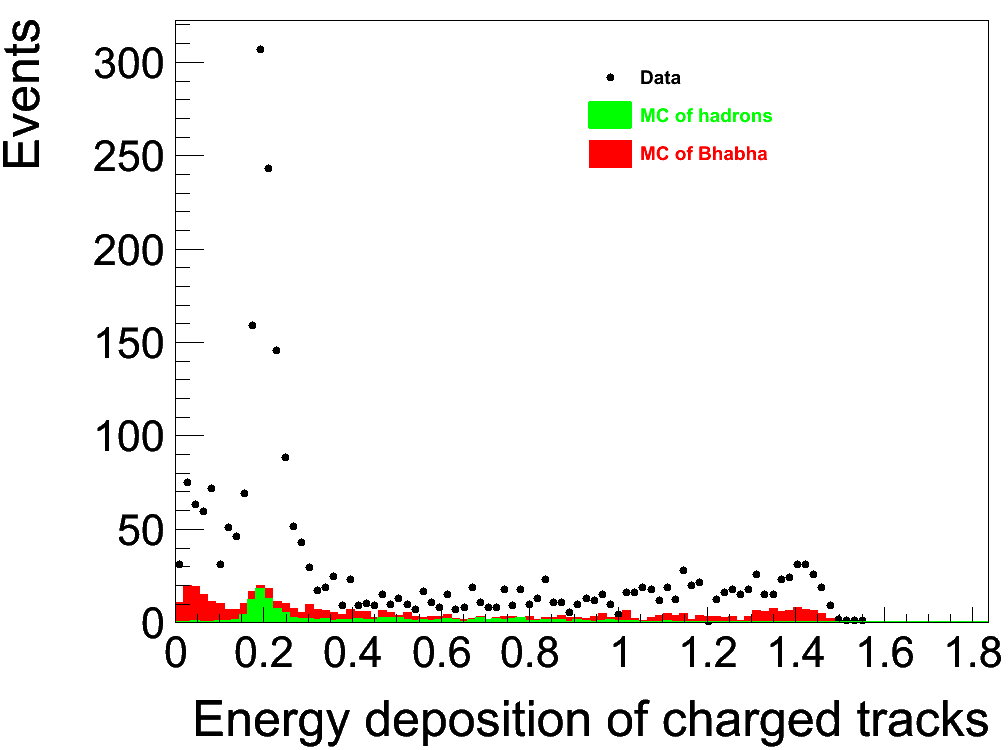 Events
300
250
200
150
100
50
0
Data
MC of hadrons
MC of Bhabha
0 0.2 0.4 0.6 0.8 1 1.2 1.4 1.6 1.8
Energy deposition of charged tracks